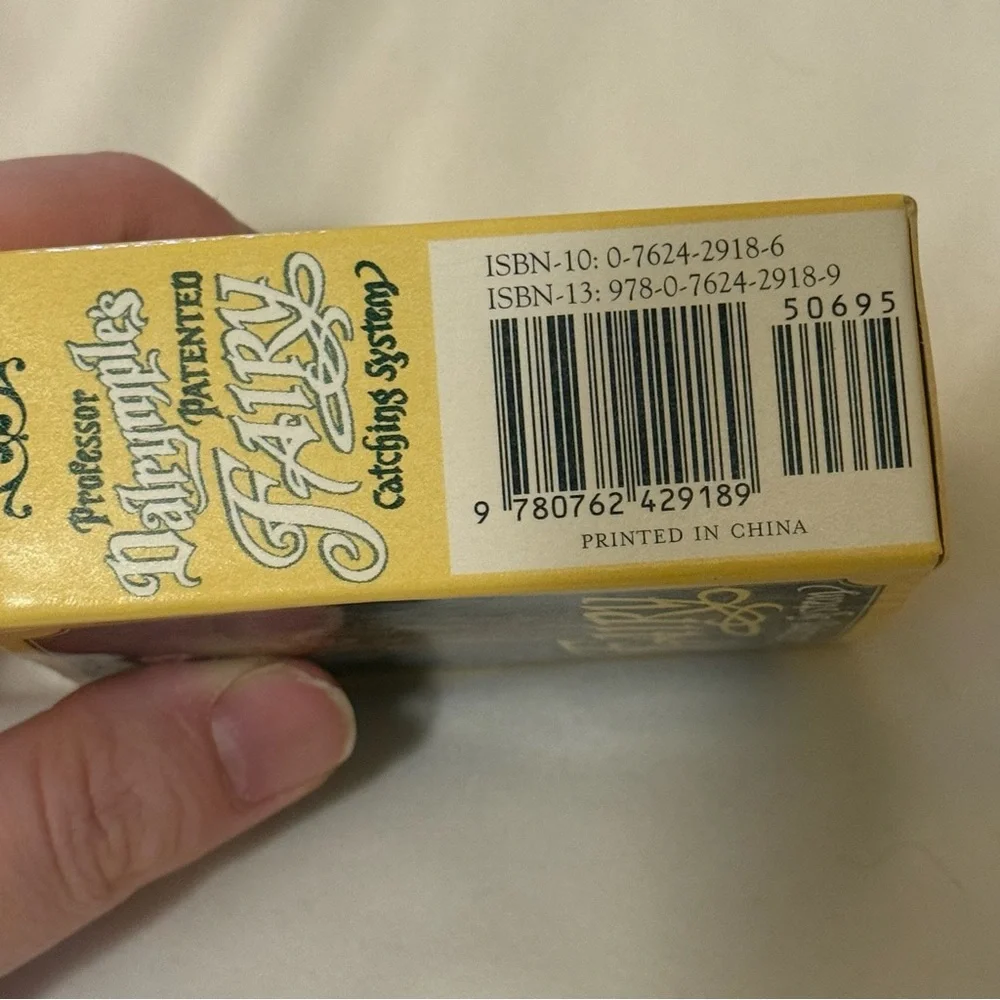 Professor
Dalrymple's
PATENTED
FAIRY
Catching System
ISBN-10: 0-7624-2918-6
ISBN-13: 978-0-7624-2918-9
50695
9 780762 429189
PRINTED IN CHINA
FAIRY